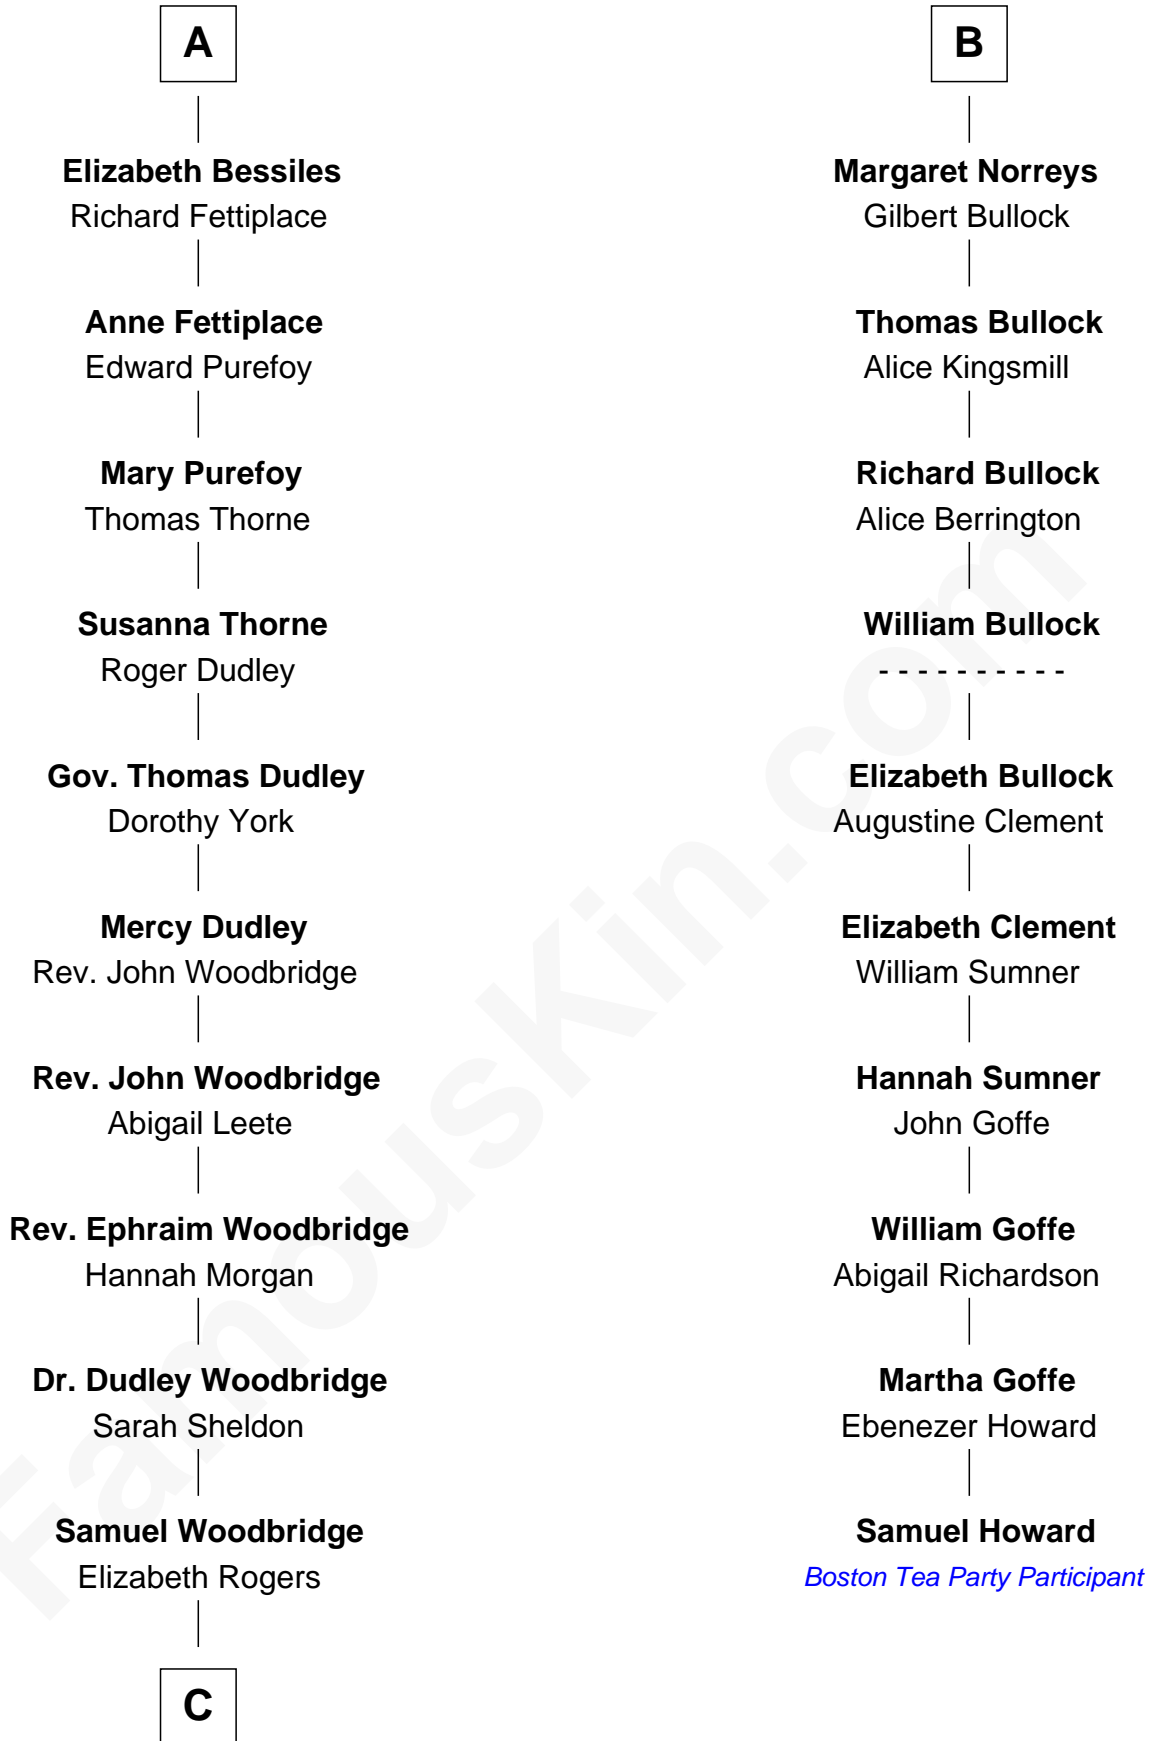 A
Elizabeth Bessiles
Richard Fettiplace
Anne Fettiplace
Edward Purefoy
Mary Purefoy
Thomas Thorne
Susanna Thorne
Roger Dudley
Gov. Thomas Dudley
Dorothy York
Mercy Dudley
Rev. John Woodbridge
Rev. John Woodbridge
Abigail Leete
Rev. Ephraim Woodbridge
Hannah Morgan
Dr. Dudley Woodbridge
Sarah Sheldon
Samuel Woodbridge
Elizabeth Rogers
C
B
Margaret Norreys
Gilbert Bullock
Thomas Bullock
Alice Kingsmill
Richard Bullock
Alice Berrington
William Bullock
- - - - - - - - - -
Elizabeth Bullock
Augustine Clement
Elizabeth Clement
William Sumner
Hannah Sumner
John Goffe
William Goffe
Abigail Richardson
Martha Goffe
Ebenezer Howard
Samuel Howard
Boston Tea Party Participant
FamousKin.com